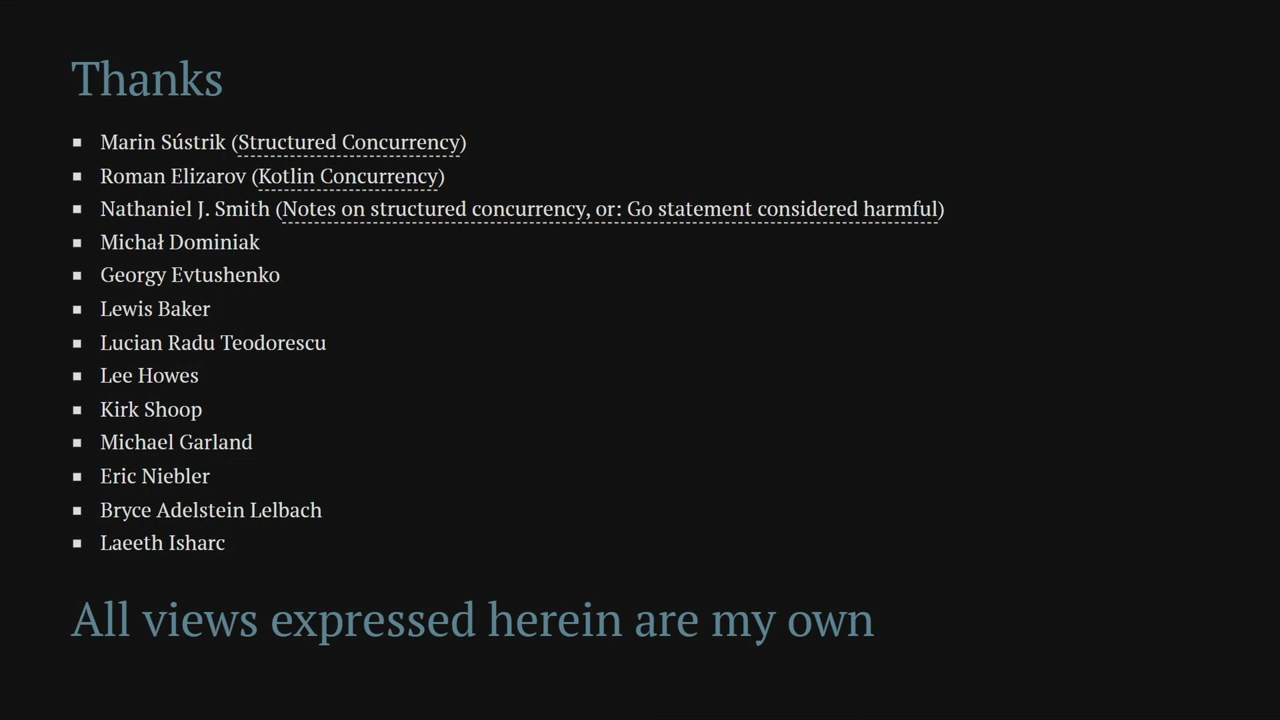 Thanks
Marin Sústrik (Structured Concurrency)
Roman Elizarov (Kotlin Concurrency)
Nathaniel J. Smith (Notes on structured concurrency, or: Go statement considered harmful)
Michał Dominiak
Georgy Evtushenko
Lewis Baker
Lucian Radu Teodorescu
Lee Howes
Kirk Shoop
Michael Garland
Eric Niebler
Bryce Adelstein Lelbach
Laeeth Isharc
All views expressed herein are my own